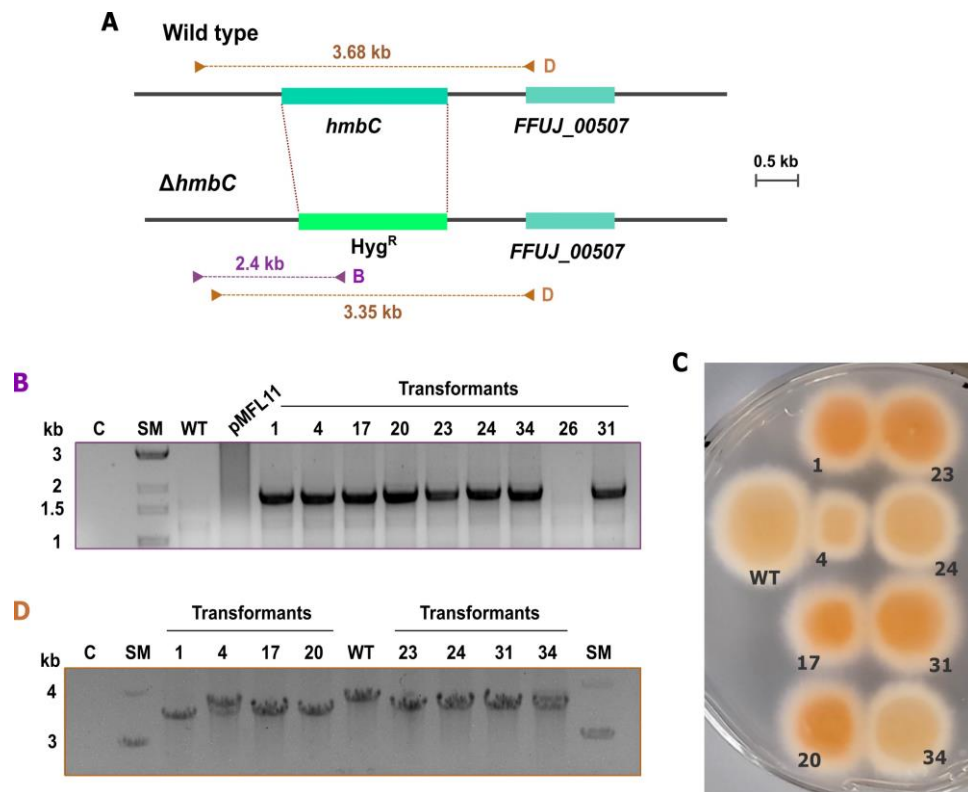 A
Wild type
3.68 kb
D
hmbC
FFUJ_00507
0.5 kb
ΔhmbC
Hyg^R
FFUJ_00507
2.4 kb
B
D
3.35 kb
B
Transformants
kb C SM WT pMFL11 1 4 17 20 23 24 34 26 31
3
2
1.5
1
C
1
23
WT
4
24
17
31
20
34
D
Transformants Transformants
kb C SM 1 4 17 20 WT 23 24 31 34 SM
4
3